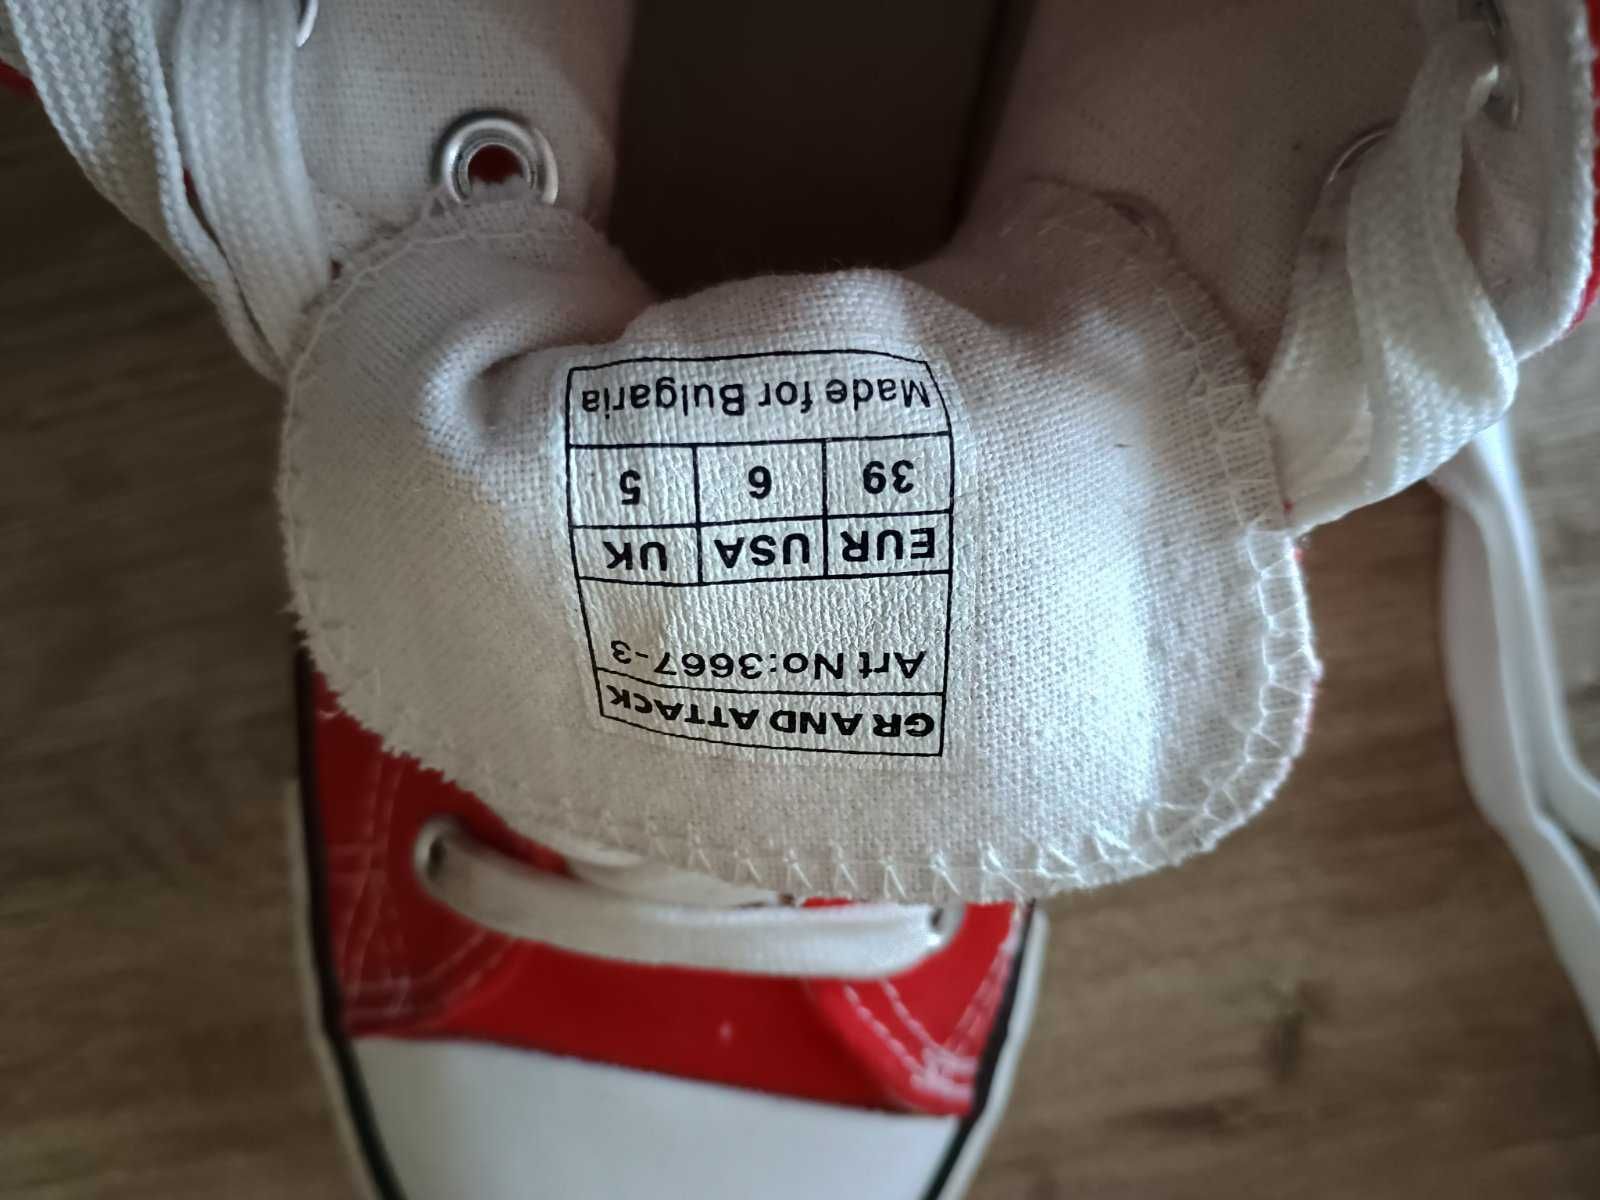 GRAND ATTACK
Art No:3667-3
EUR USA UK
39 6 5
Made for Bulgaria